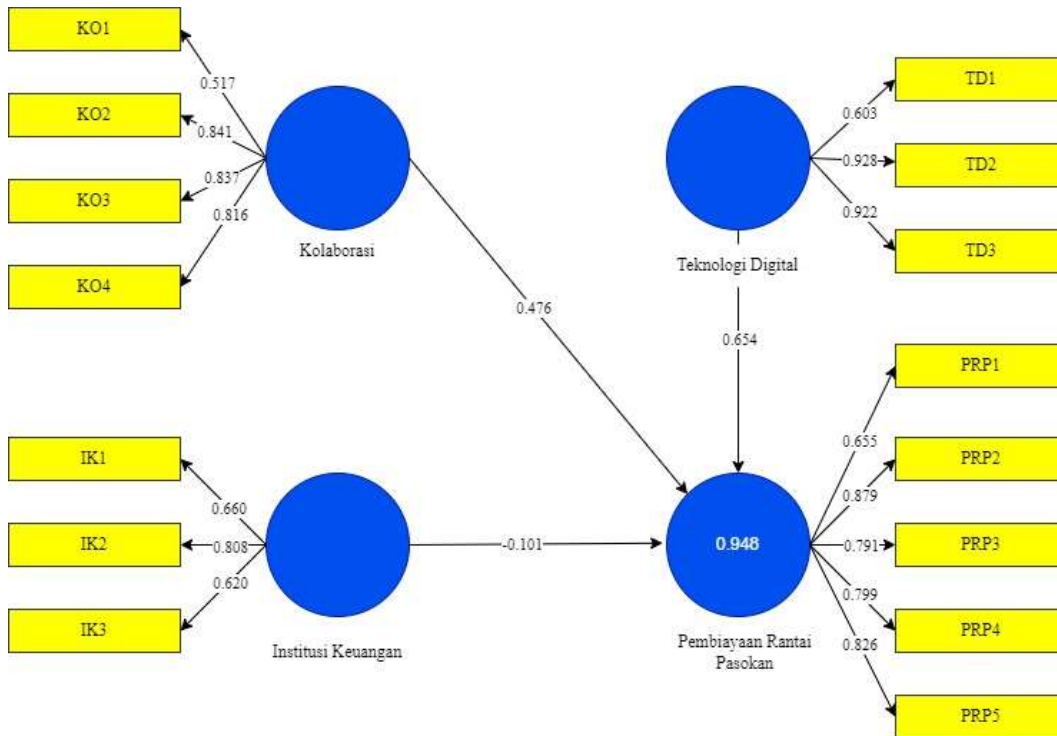 KO1
0.517
KO2
0.841
KO3
0.837
0.816
KO4
Kolaborasi
TD1
0.603
TD2
0.928
0.922
TD3
Teknologi Digital
0.476
0.654
IK1
0.660
IK2
0.808
0.620
IK3
Institusi Keuangan
-0.101
0.948
Pembiayaan Rantai
Pasokan
PRP1
0.655
PRP2
0.879
PRP3
0.791
0.799
PRP4
0.826
PRP5